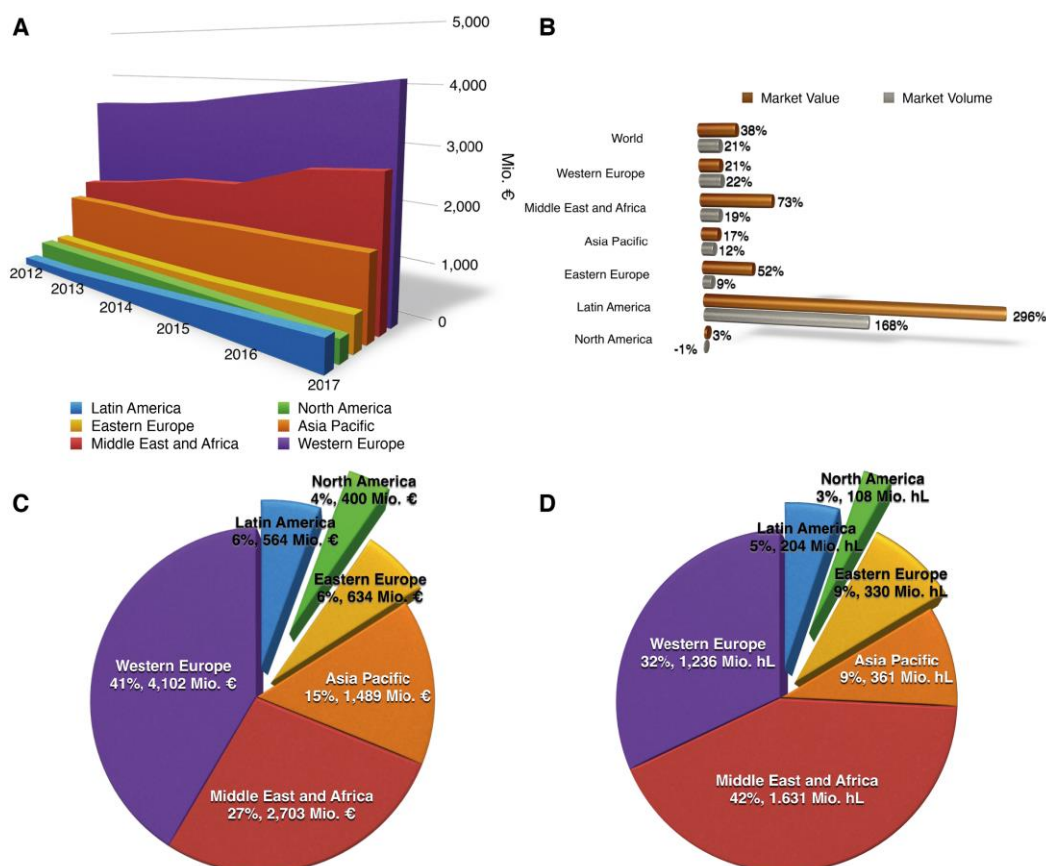 A
5,000
4,000
3,000
2,000
1,000
0
Mio. €
2012
2013
2014
2015
2016
2017
Latin America
North America
Eastern Europe
Asia Pacific
Middle East and Africa
Western Europe
B
Market Value
Market Volume
World
38%
21%
Western Europe
21%
22%
Middle East and Africa
73%
19%
Asia Pacific
17%
12%
Eastern Europe
52%
9%
Latin America
296%
168%
North America
3%
-1%
C
North America
4%, 400 Mio. €
Latin America
6%, 564 Mio. €
Eastern Europe
6%, 634 Mio. €
Western Europe
41%, 4,102 Mio. €
Asia Pacific
15%, 1,489 Mio. €
Middle East and Africa
27%, 2,703 Mio. €
D
North America
3%, 108 Mio. hL
Latin America
5%, 204 Mio. hL
Eastern Europe
9%, 330 Mio. hL
Western Europe
32%, 1,236 Mio. hL
Asia Pacific
9%, 361 Mio. hL
Middle East and Africa
42%, 1.631 Mio. hL